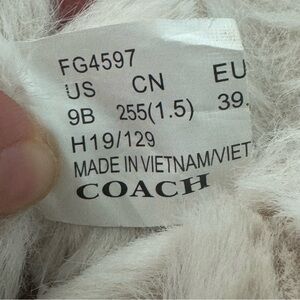 FG4597
US CN EU
9B 255(1.5) 39.
H19/129
MADE IN VIETNAM/VIET
COACH